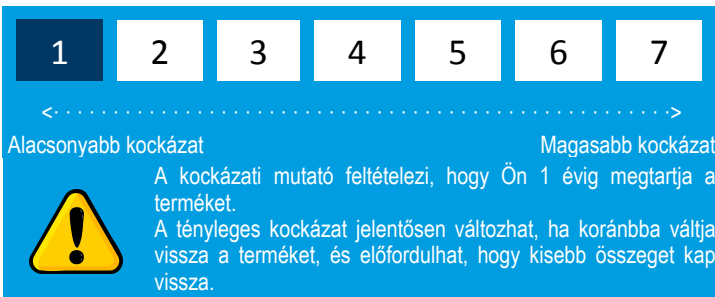 1 2 3 4 5 6 7
Alacsonyabb kockázat Magasabb kockázat
A kockázati mutató feltételezi, hogy Ön 1 évig megtartja a
terméket.
A tényleges kockázat jelentősen változhat, ha koránbba váltja
vissza a terméket, és előfordulhat, hogy kisebb összeget kap
vissza.